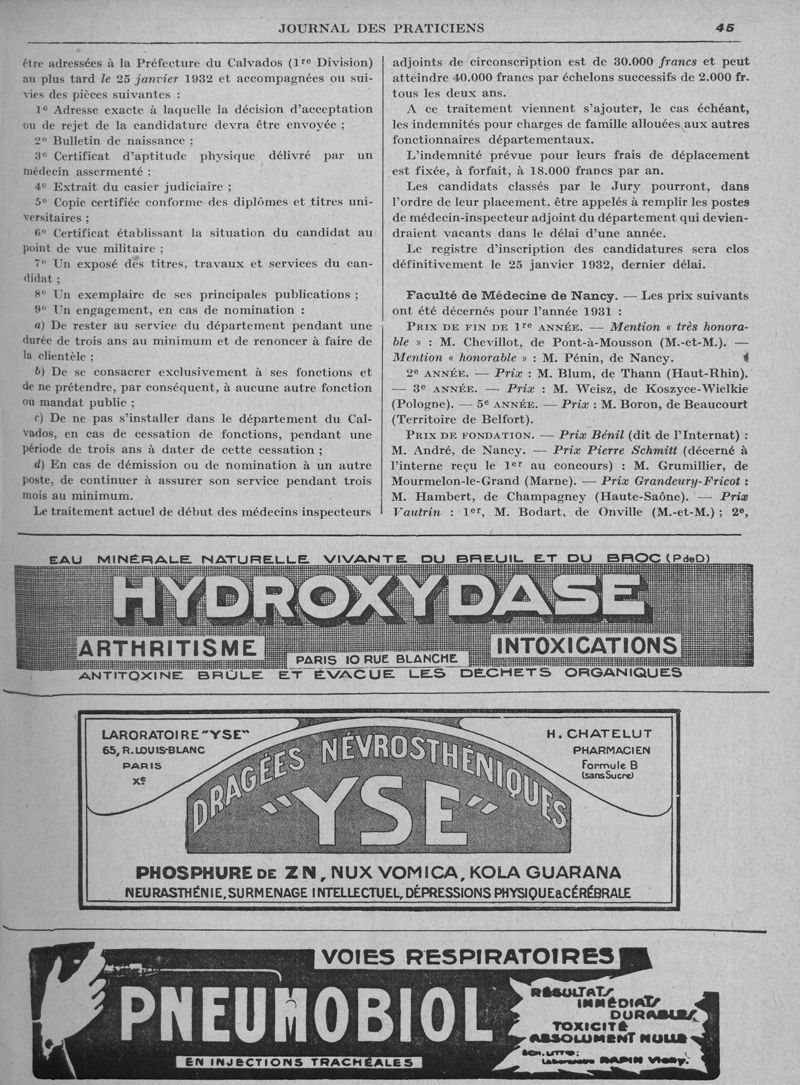 JOURNAL DES PRATICIENS 45
être adressées à la Préfecture du Calvados (1re Division)
au plus tard le 25 janvier 1932 et accompagnées ou sui-
vies des pièces suivantes :
1º Adresse exacte à laquelle la décision d'acceptation
ou de rejet de la candidature devra être envoyée ;
2º Bulletin de naissance ;
3º Certificat d'aptitude physique délivré par un
médecin assermenté ;
4º Extrait du casier judiciaire ;
5º Copie certifiée conforme des diplômes et titres uni-
versitaires ;
6º Certificat établissant la situation du candidat au
point de vue militaire ;
7º Un exposé des titres, travaux et services du can-
didat ;
8º Un exemplaire de ses principales publications ;
9º Un engagement, en cas de nomination :
a) De rester au service du département pendant une
durée de trois ans au minimum et de renoncer à faire de
la clientèle ;
b) De se consacrer exclusivement à ses fonctions et
de ne prétendre, par conséquent, à aucune autre fonction
ou mandat public ;
c) De ne pas s'installer dans le département du Cal-
vados, en cas de cessation de fonctions, pendant une
période de trois ans à dater de cette cessation ;
d) En cas de démission ou de nomination à un autre
poste, de continuer à assurer son service pendant trois
mois au minimum.
Le traitement actuel de début des médecins inspecteurs
adjoints de circonscription est de 30.000 francs et peut
atteindre 40.000 francs par échelons successifs de 2.000 fr.
tous les deux ans.
A ce traitement viennent s'ajouter, le cas échéant,
les indemnités pour charges de famille allouées aux autres
fonctionnaires départementaux.
L'indemnité prévue pour leurs frais de déplacement
est fixée, à forfait, à 18.000 francs par an.
Les candidats classés par le Jury pourront, dans
l'ordre de leur placement. être appelés à remplir les postes
de médecin-inspecteur adjoint du département qui devien-
draient vacants dans le délai d'une année.
Le registre d'inscription des candidatures sera clos
définitivement le 25 janvier 1932, dernier délai.
Faculté de Médecine de Nancy. — Les prix suivants
ont été décernés pour l'année 1931 :
PRIX DE FIN DE 1re ANNÉE. — Mention « très honora-
ble » : M. Chevillot, de Pont-à-Mousson (M.-et-M.). —
Mention « honorable » : M. Pénin, de Nancy.
2e ANNÉE. — Prix : M. Blum, de Thann (Haut-Rhin).
— 3e ANNÉE. — Prix : M. Weisz, de Koszyce-Wielkie
(Pologne). — 5e ANNÉE. — Prix : M. Boron, de Beaucourt
(Territoire de Belfort).
PRIX DE FONDATION. — Prix Bénil (dit de l'Internat) :
M. André, de Nancy. — Prix Pierre Schmitt (décerné à
l'interne reçu le 1er au concours) : M. Grumillier, de
Mourmelon-le-Grand (Marne). — Prix Grandeury-Fricot :
M. Hambert, de Champagney (Haute-Saône). — Prix
Vautrin : 1er, M. Bodart, de Onville (M.-et-M.) ; 2e,
EAU MINÉRALE NATURELLE VIVANTE DU BREUIL ET DU BROC (P de D)
HYDROXYDASE
ARTHRITISME
PARIS 10 RUE BLANCHE
INTOXICATIONS
ANTITOXINE BRÛLE ET ÉVACUE LES DÉCHETS ORGANIQUES
LARORATOIRE "YSE"
65, R. LOUIS-BLANC
PARIS
Xe
H. CHATELUT
PHARMACIEN
Formule B
(sans Sucre)
DRAGÉES NÉVROSTHÉNIQUES
"YSE"
PHOSPHURE DE ZN, NUX VOMICA, KOLA GUARANA
NEURASTHÉNIE, SURMENAGE INTELLECTUEL, DÉPRESSIONS PHYSIQUE & CÉRÉBRALE
VOIES RESPIRATOIRES
PNEUMOBIOL
EN INJECTIONS TRACHÉALES
RÉSULTATS
IMMÉDIATS
DURABLES
TOXICITÉ
ABSOLUMENT NULLE
ECH. LITTRE :
Laboratoire RAPIN Vichy.